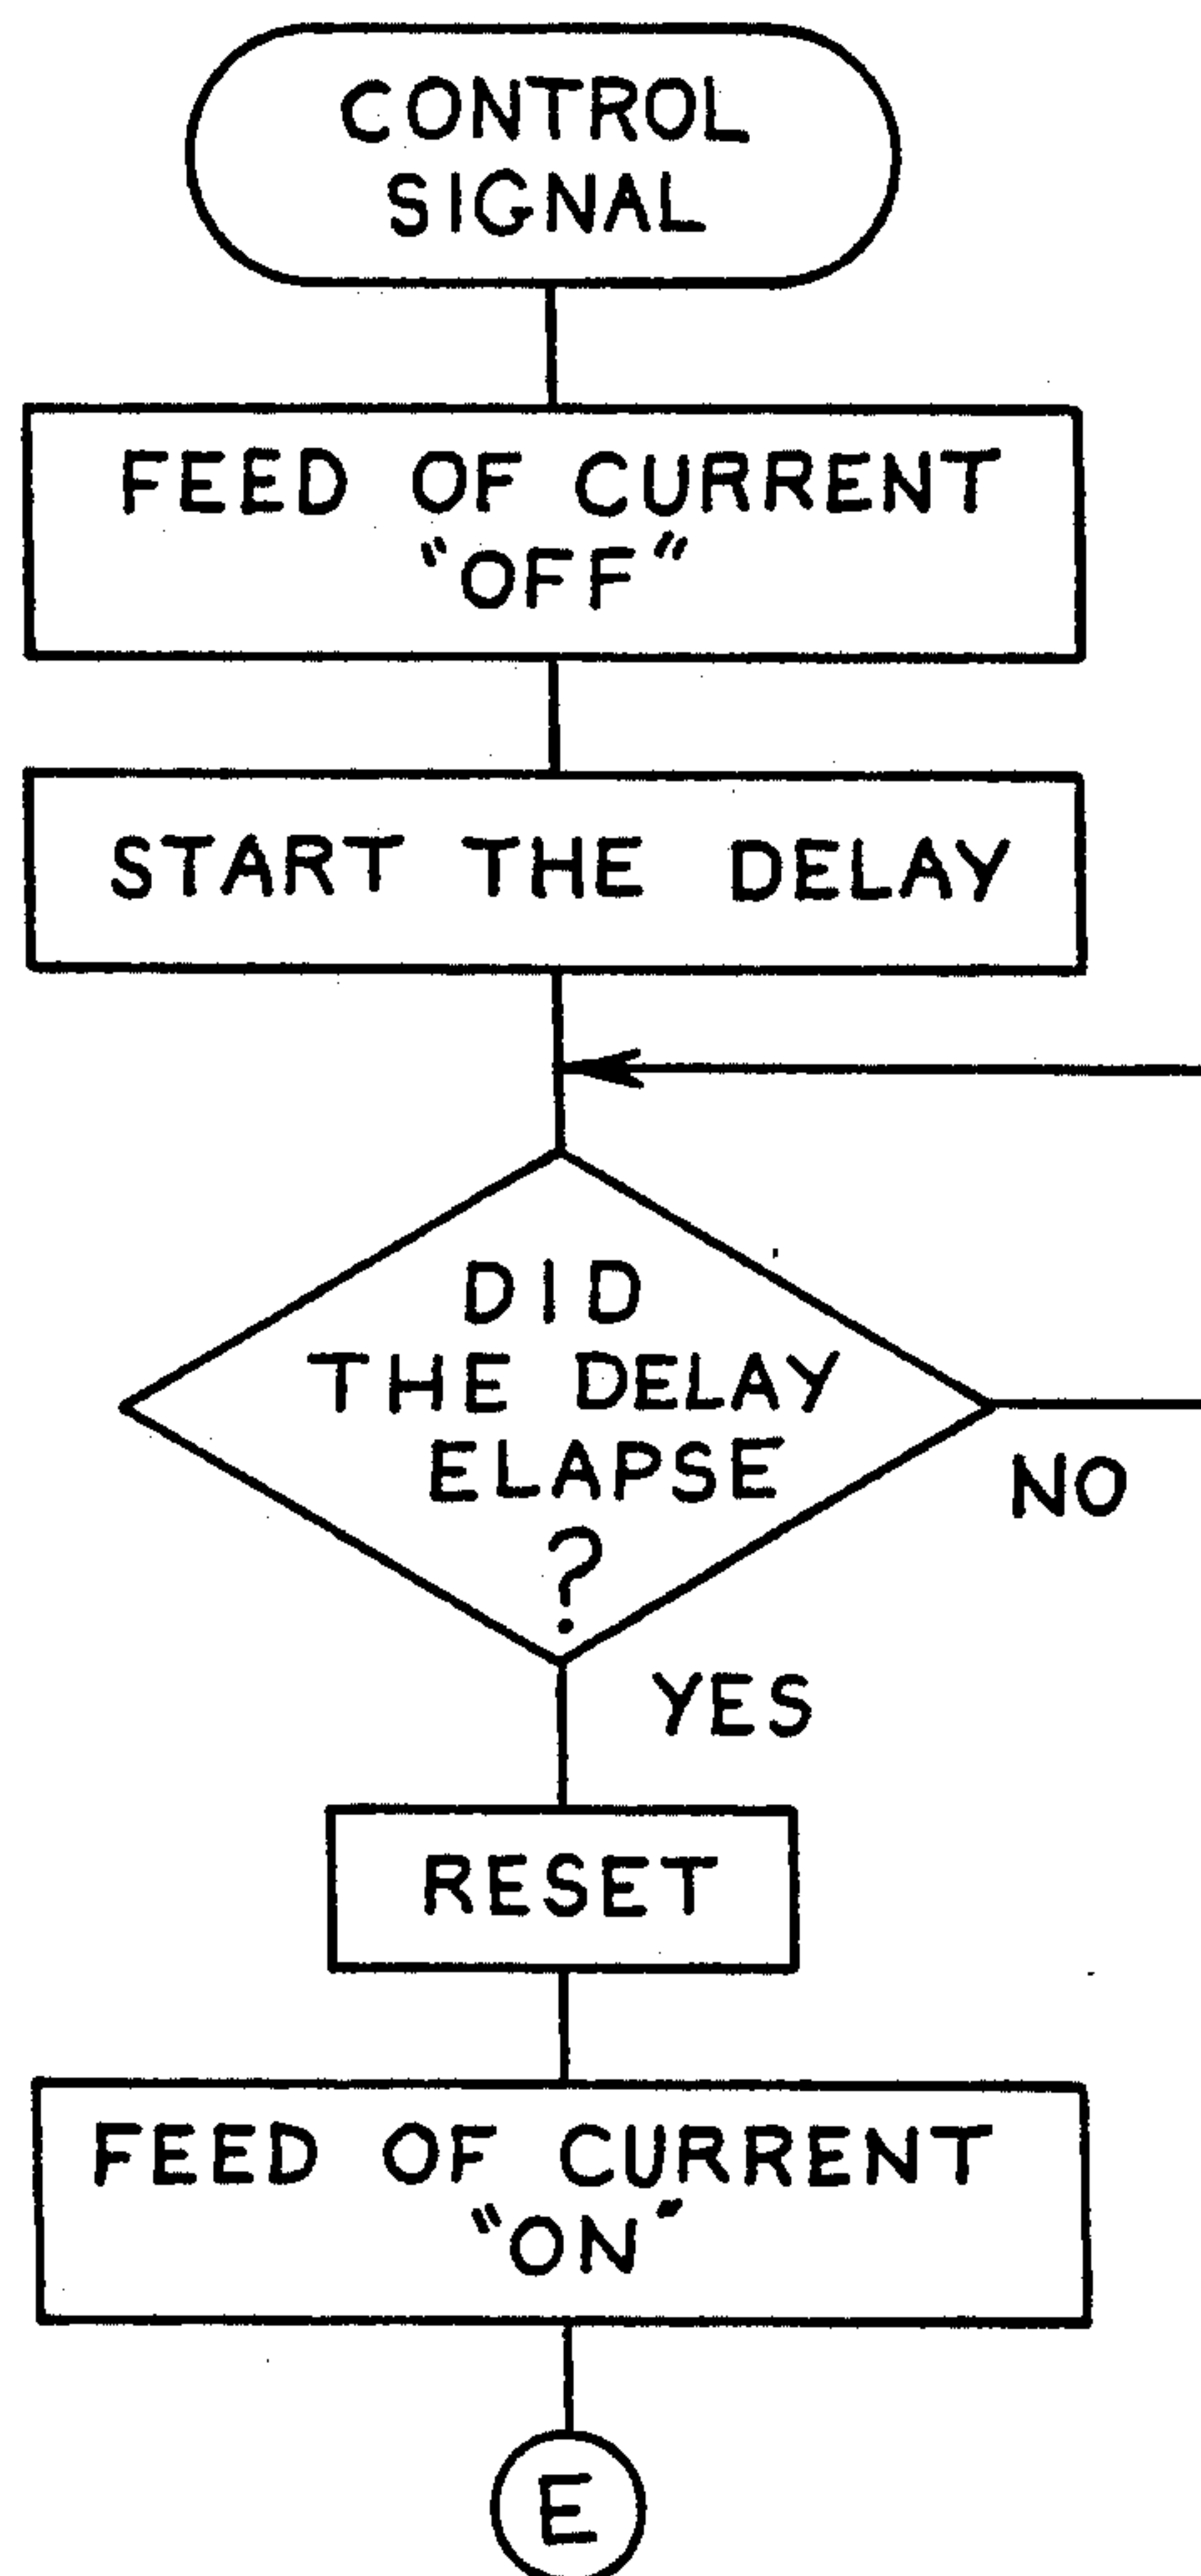 CONTROL
SIGNAL
FEED OF CURRENT
"OFF"
START THE DELAY
DID
THE DELAY
ELAPSE
?
NO
YES
RESET
FEED OF CURRENT
"ON"
E